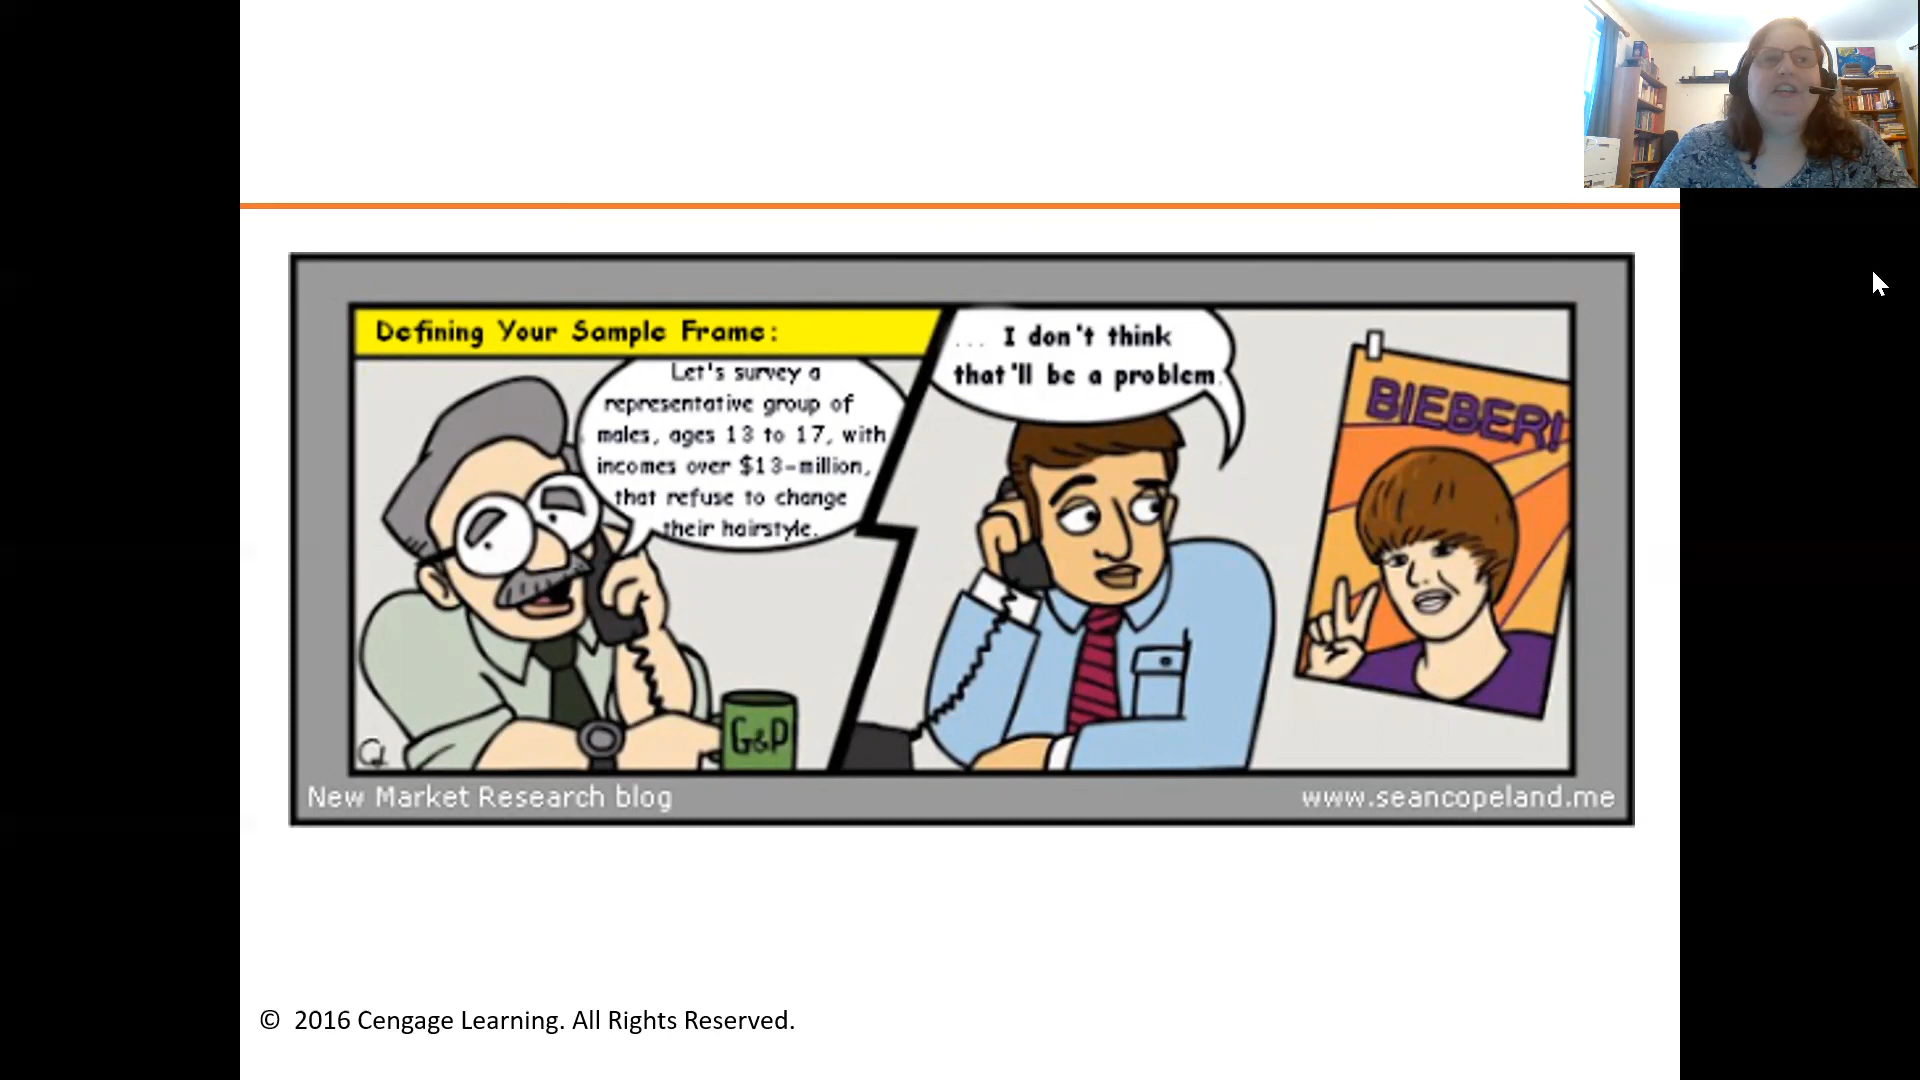 Defining Your Sample Frame:
Let's survey a
representative group of
males, ages 13 to 17, with
incomes over $13-million,
that refuse to change
their hairstyle.
... I don't think
that'll be a problem.
BIEBER!
G&P
New Market Research blog
www.seancopeland.me
© 2016 Cengage Learning. All Rights Reserved.